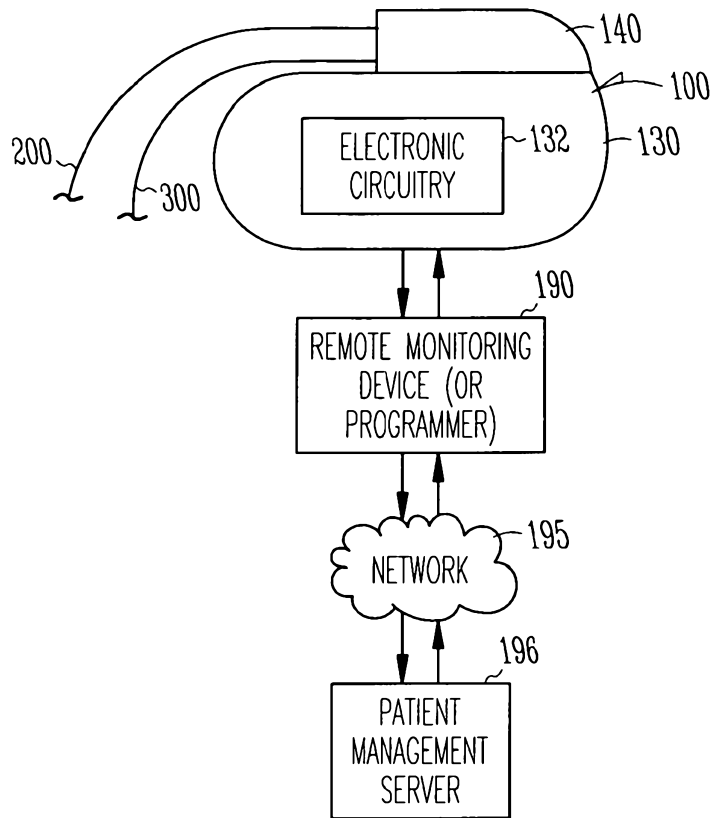 140
100
200
300
ELECTRONIC
CIRCUITRY
132
130
190
REMOTE MONITORING
DEVICE (OR
PROGRAMMER)
195
NETWORK
196
PATIENT
MANAGEMENT
SERVER